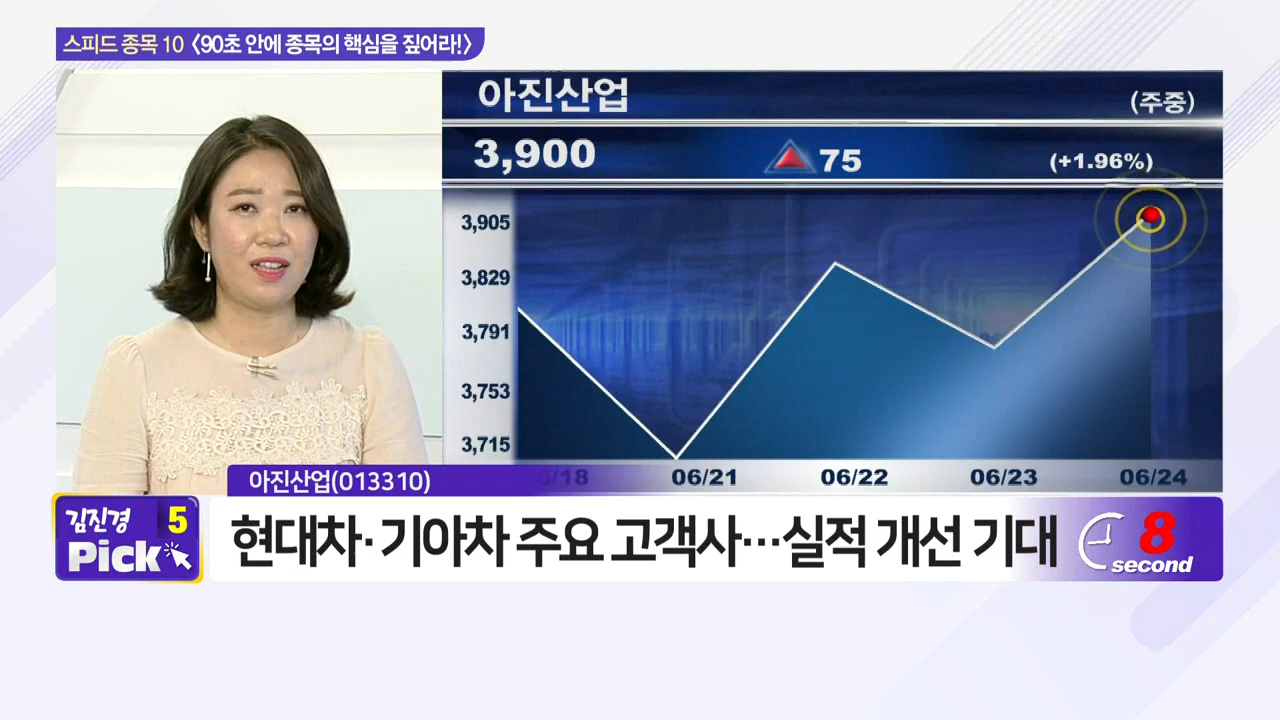 스피드 종목 10 <90초 안에 종목의 핵심을 짚어라!>
아진산업
(주중)
3,900
▲ 75
(+1.96%)
3,905
3,829
3,791
3,753
3,715
/18 06/21 06/22 06/23 06/24
아진산업(013310)
김진경 5
Pick
현대차·기아차 주요 고객사…실적 개선 기대
8
second